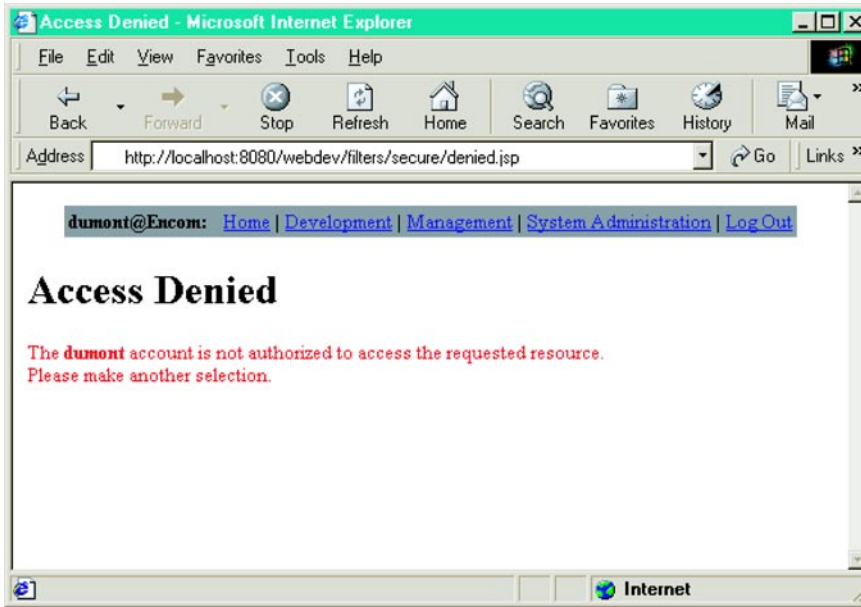 Access Denied - Microsoft Internet Explorer
File Edit View Favorites Tools Help
Back Forward Stop Refresh Home Search Favorites History Mail »
Address http://localhost:8080/webdev/filters/secure/denied.jsp Go Links »
dumont@Encom: Home | Development | Management | System Administration | Log Out
Access Denied
The dumont account is not authorized to access the requested resource.
Please make another selection.
Internet